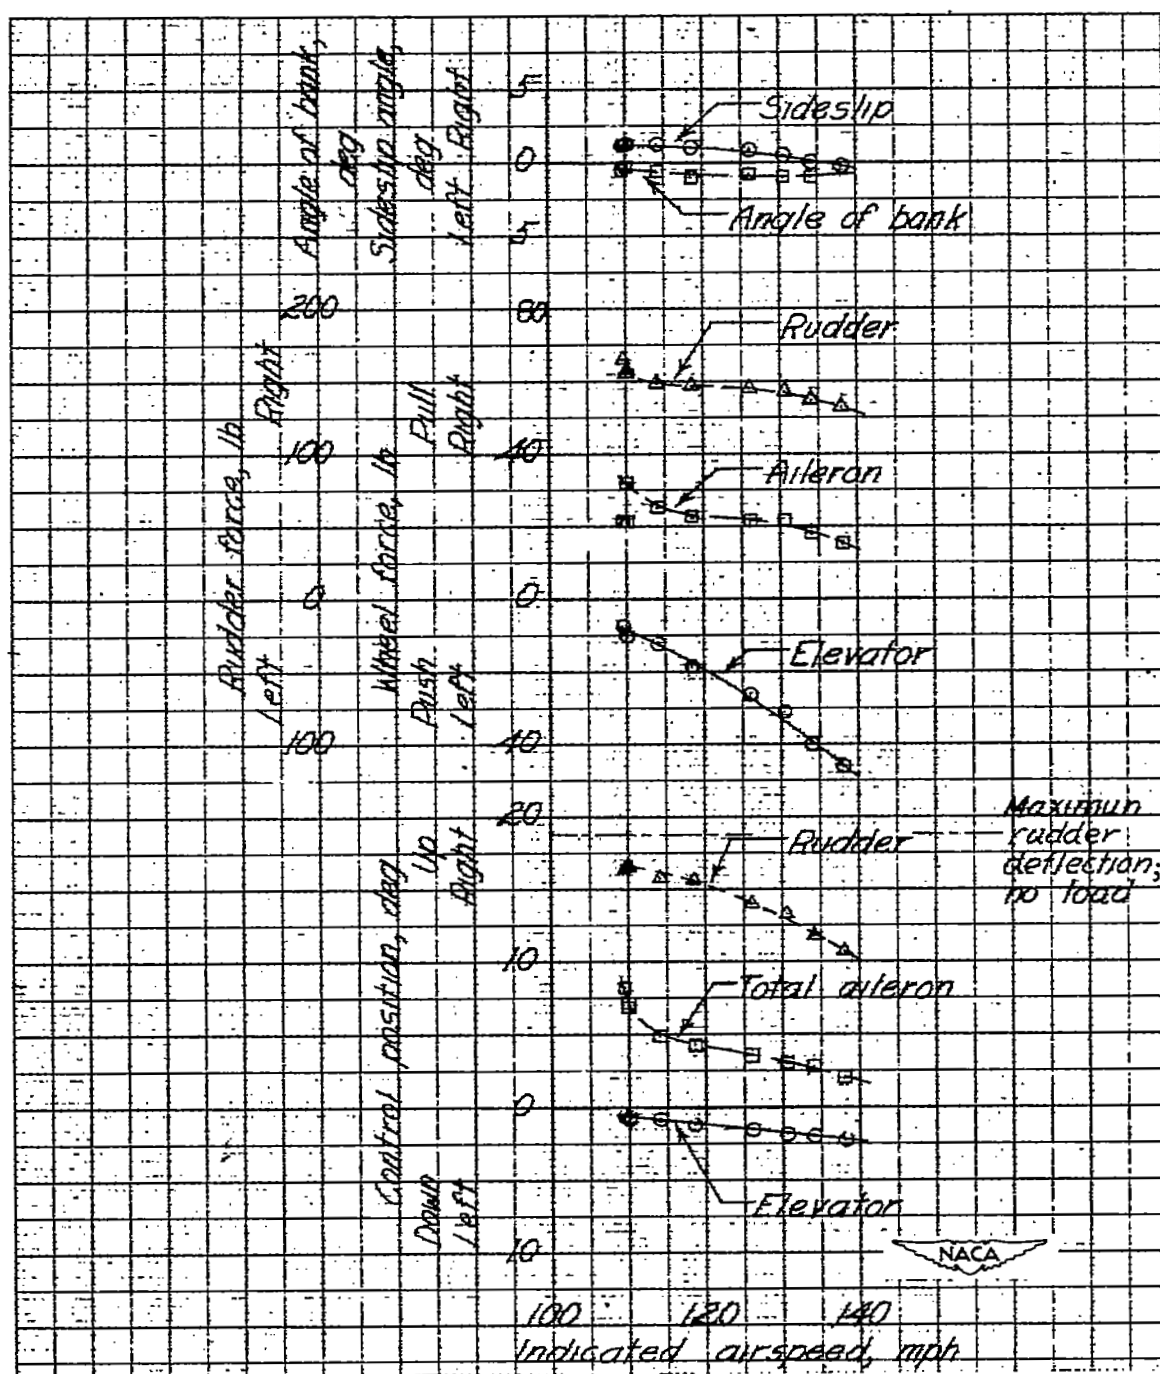 Angle of bank,
deg
Sideslip angle,
deg
Left Right
5
0
5
Sideslip
Angle of bank
Rudder force, lb
Left
Right
200
100
0
100
Wheel force, lb
Push
Pull
Left
Right
80
40
0
40
Rudder
Aileron
Elevator
Control position, deg
Down
Up
Left
Right
20
10
0
10
Rudder
Maximun
rudder
deflection;
no load
Total aileron
Elevator
NACA
100 120 140
Indicated airspeed, mph